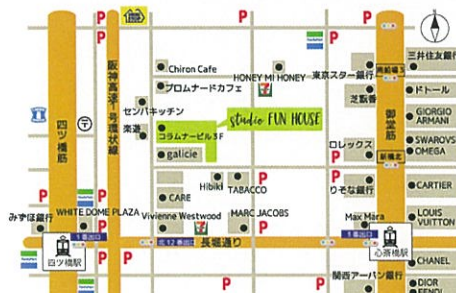 P
P
P
三井住友銀行
Chiron Cafe
HONEY MI HONEY
東京スター銀行
ドトール
プロムナードカフェ
芝翫香
阪神高速1号環状線
センバキッチン
studio FUN HOUSE
GIORGIO
ARMANI
四ツ橋筋
楽遊
コラムナービル3F
御堂筋
ロレックス
SWAROVS
OMEGA
galicie
新橋北
P
りそな銀行
Hibiki
TABACCO
CARTIER
P
P
CARE
P
みずほ銀行
WHITE DOME PLAZA
Vivienne Westwood
MARC JACOBS
Max Mara
LOUIS
VUITTON
1番出口
出12番出口
長堀通り
1番出口
四ツ橋駅
P
P
心斎橋駅
CHANEL
P
P
関西アーバン銀行
P
P
DIOR
FENDI